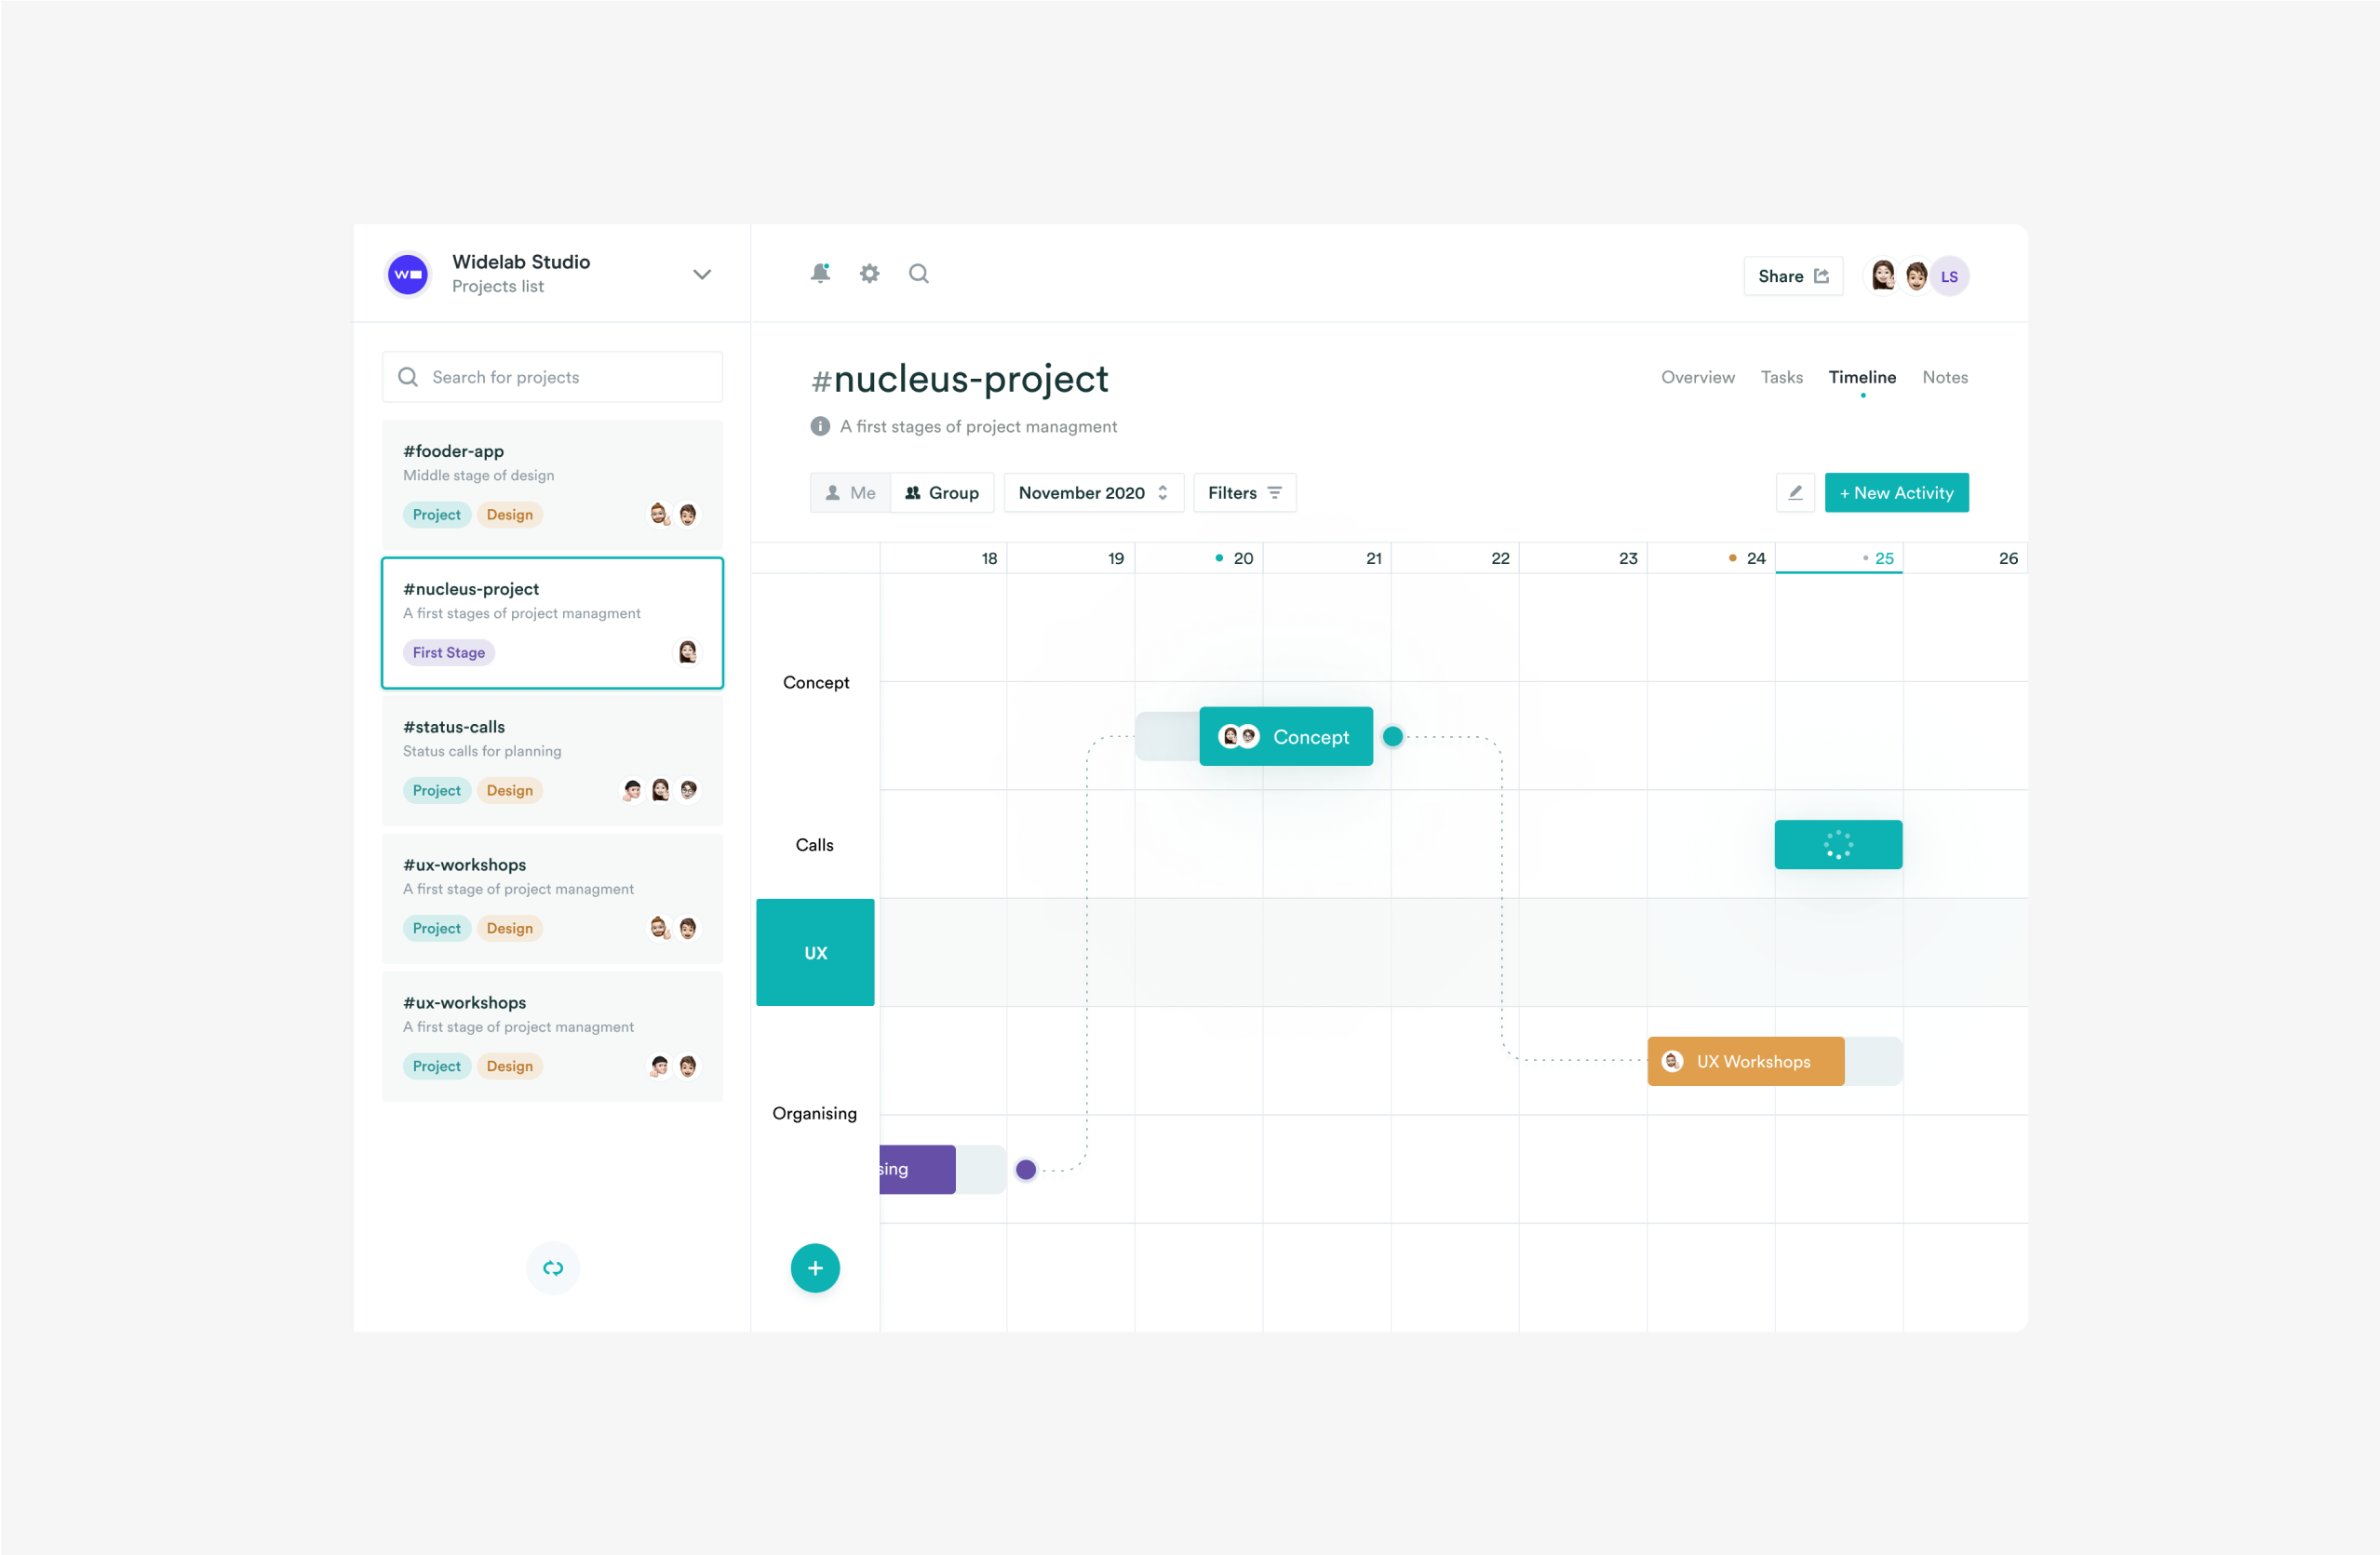 W
Widelab Studio
Projects list
Search for projects
#fooder-app
Middle stage of design
Project Design
#nucleus-project
A first stages of project managment
First Stage
#status-calls
Status calls for planning
Project Design
#ux-workshops
A first stage of project managment
Project Design
#ux-workshops
A first stage of project managment
Project Design
Share LS
#nucleus-project
Overview Tasks Timeline Notes
A first stages of project managment
Me Group November 2020 Filters + New Activity
18 19 20 21 22 23 24 25 26
Concept
Concept
Calls
UX
UX Workshops
Organising
sing
+